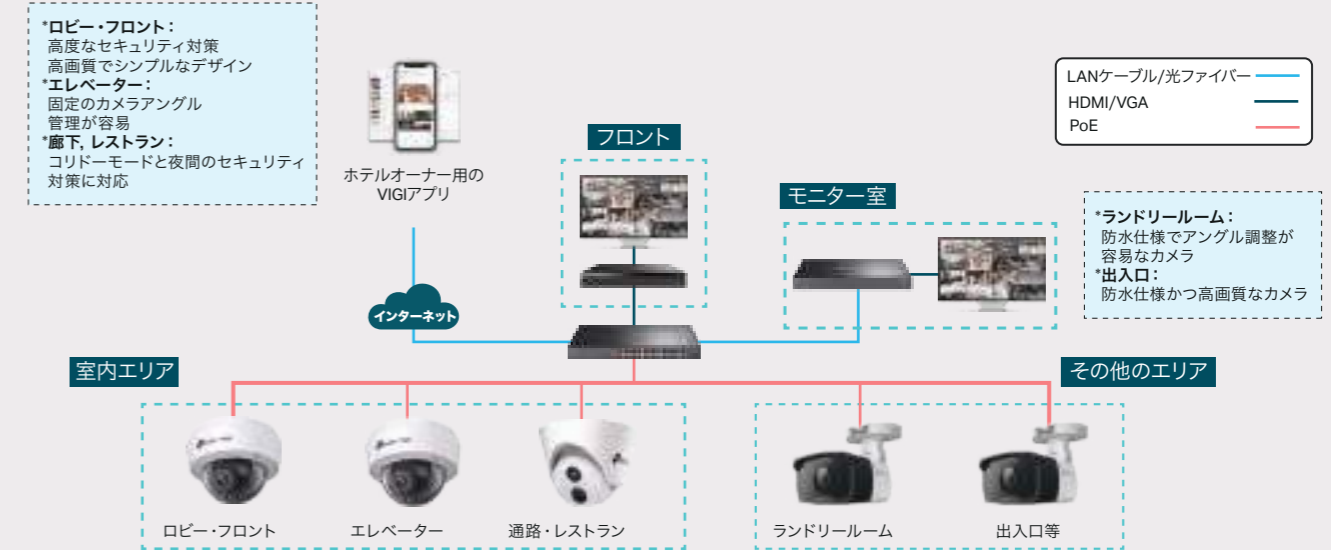 *ロビー・フロント:
高度なセキュリティ対策
高画質でシンプルなデザイン
*エレベーター:
固定のカメラアングル
管理が容易
*廊下, レストラン:
コリドーモードと夜間のセキュリティ
対策に対応
ホテルオーナー用の
VIGIアプリ
フロント
モニター室
LANケーブル/光ファイバー
HDMI/VGA
PoE
*ランドリールーム:
防水仕様でアングル調整が
容易なカメラ
*出入口:
防水仕様かつ高画質なカメラ
インターネット
室内エリア
その他のエリア
ロビー・フロント
エレベーター
通路・レストラン
ランドリールーム
出入口等